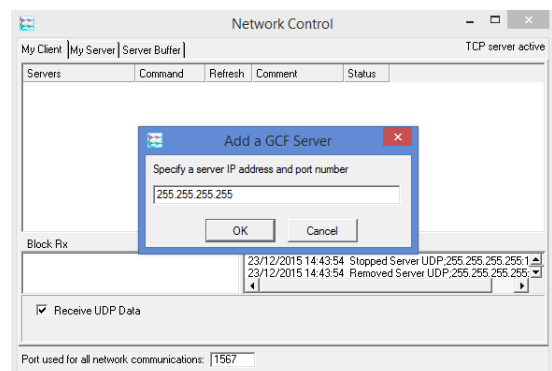 Network Control
My Client My Server Server Buffer TCP server active
Servers Command Refresh Comment Status
Add a GCF Server
Specify a server IP address and port number
255.255.255.255
OK Cancel
Block Rx
23/12/2015 14:43:54 Stopped Server UDP;255.255.255.255:1
23/12/2015 14:43:54 Removed Server UDP;255.255.255.255:
Receive UDP Data
Port used for all network communications: 1567